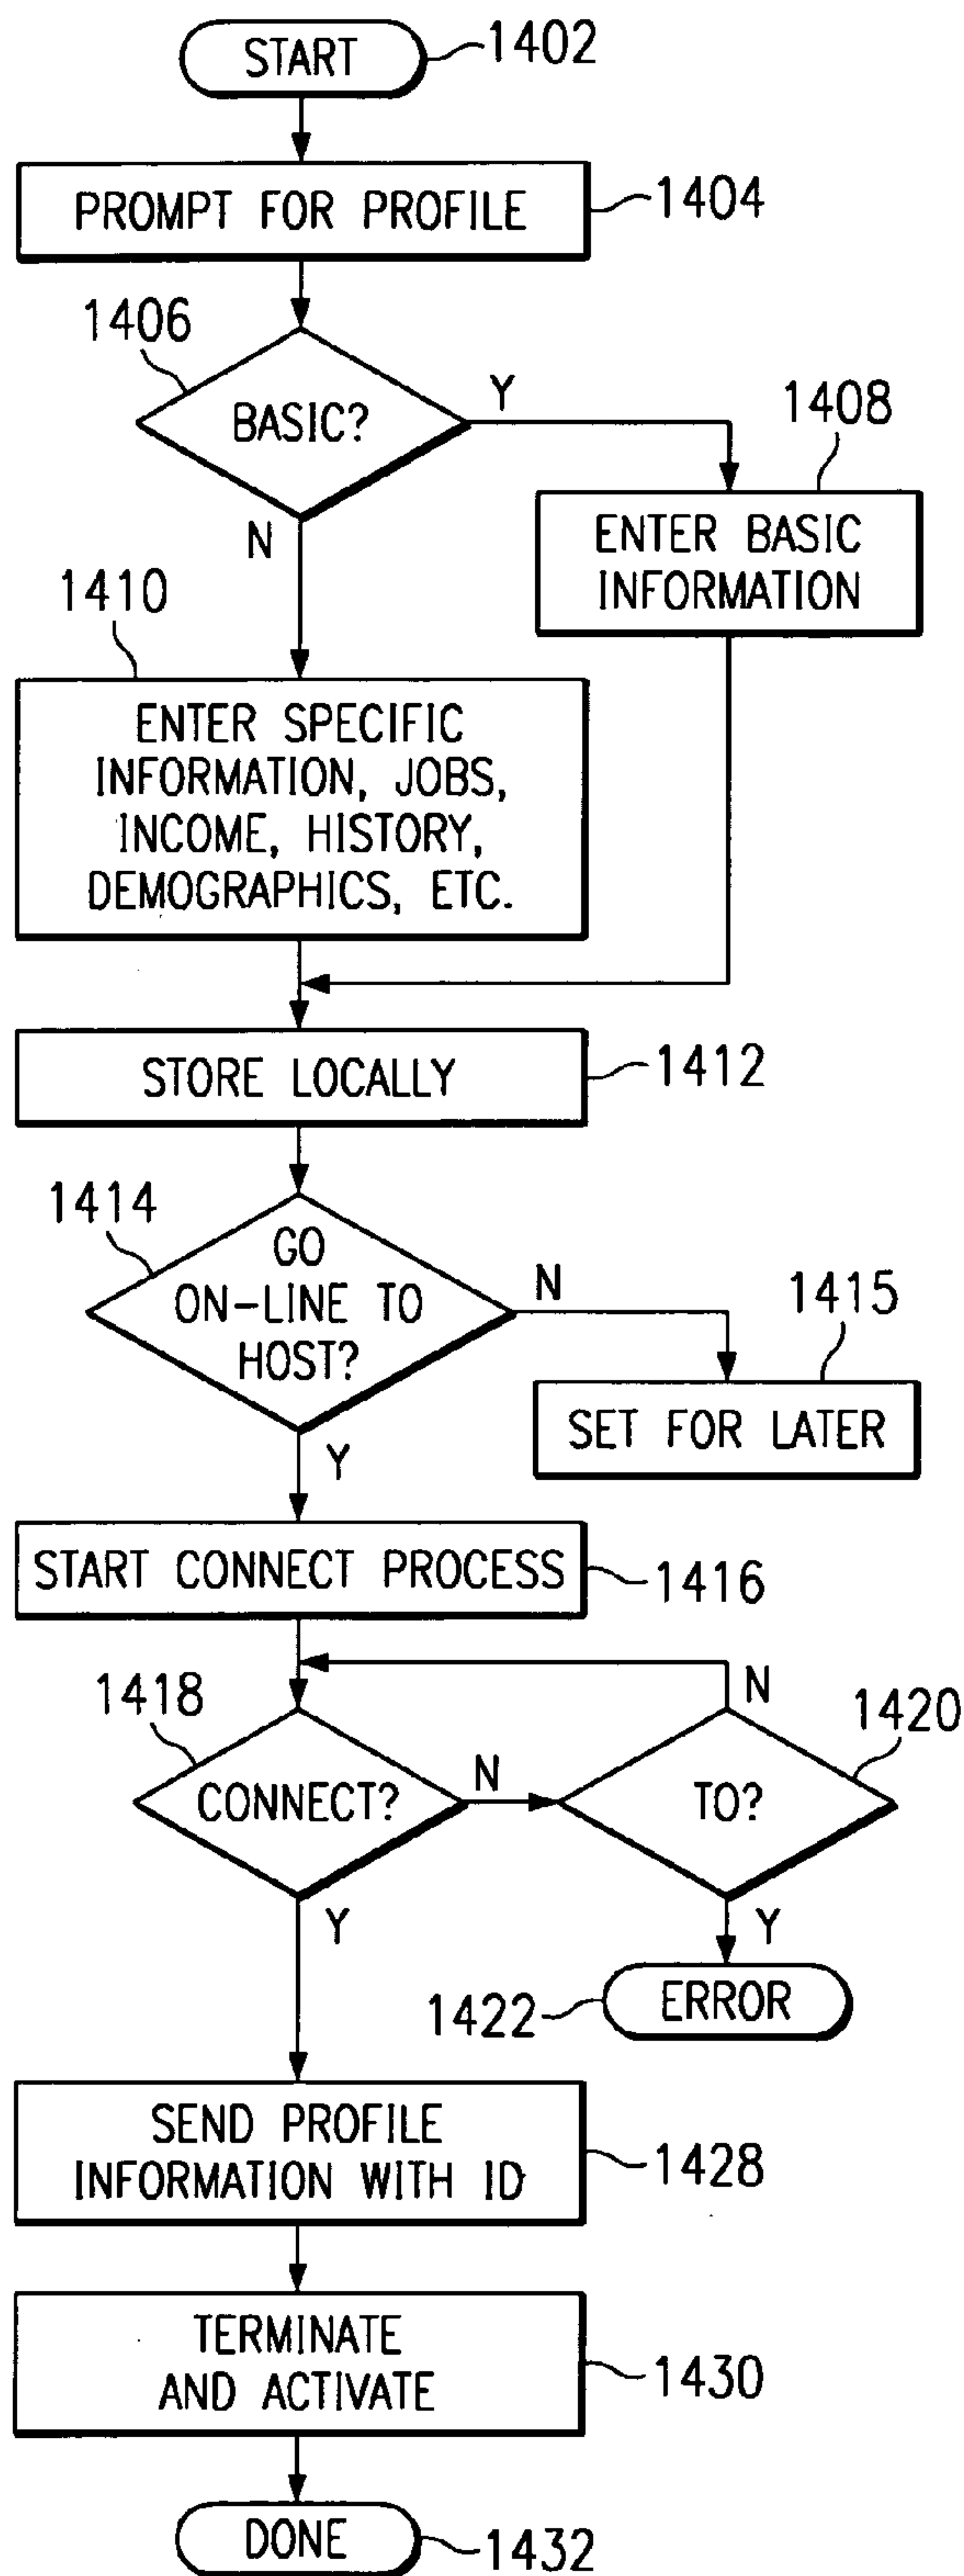 START
1402
PROMPT FOR PROFILE
1404
1406
BASIC?
Y
N
1408
ENTER BASIC
INFORMATION
1410
ENTER SPECIFIC
INFORMATION, JOBS,
INCOME, HISTORY,
DEMOGRAPHICS, ETC.
STORE LOCALLY
1412
1414
GO
ON-LINE TO
HOST?
N
Y
1415
SET FOR LATER
START CONNECT PROCESS
1416
1418
CONNECT?
N
Y
1420
TO?
N
Y
1422
ERROR
SEND PROFILE
INFORMATION WITH ID
1428
TERMINATE
AND ACTIVATE
1430
DONE
1432